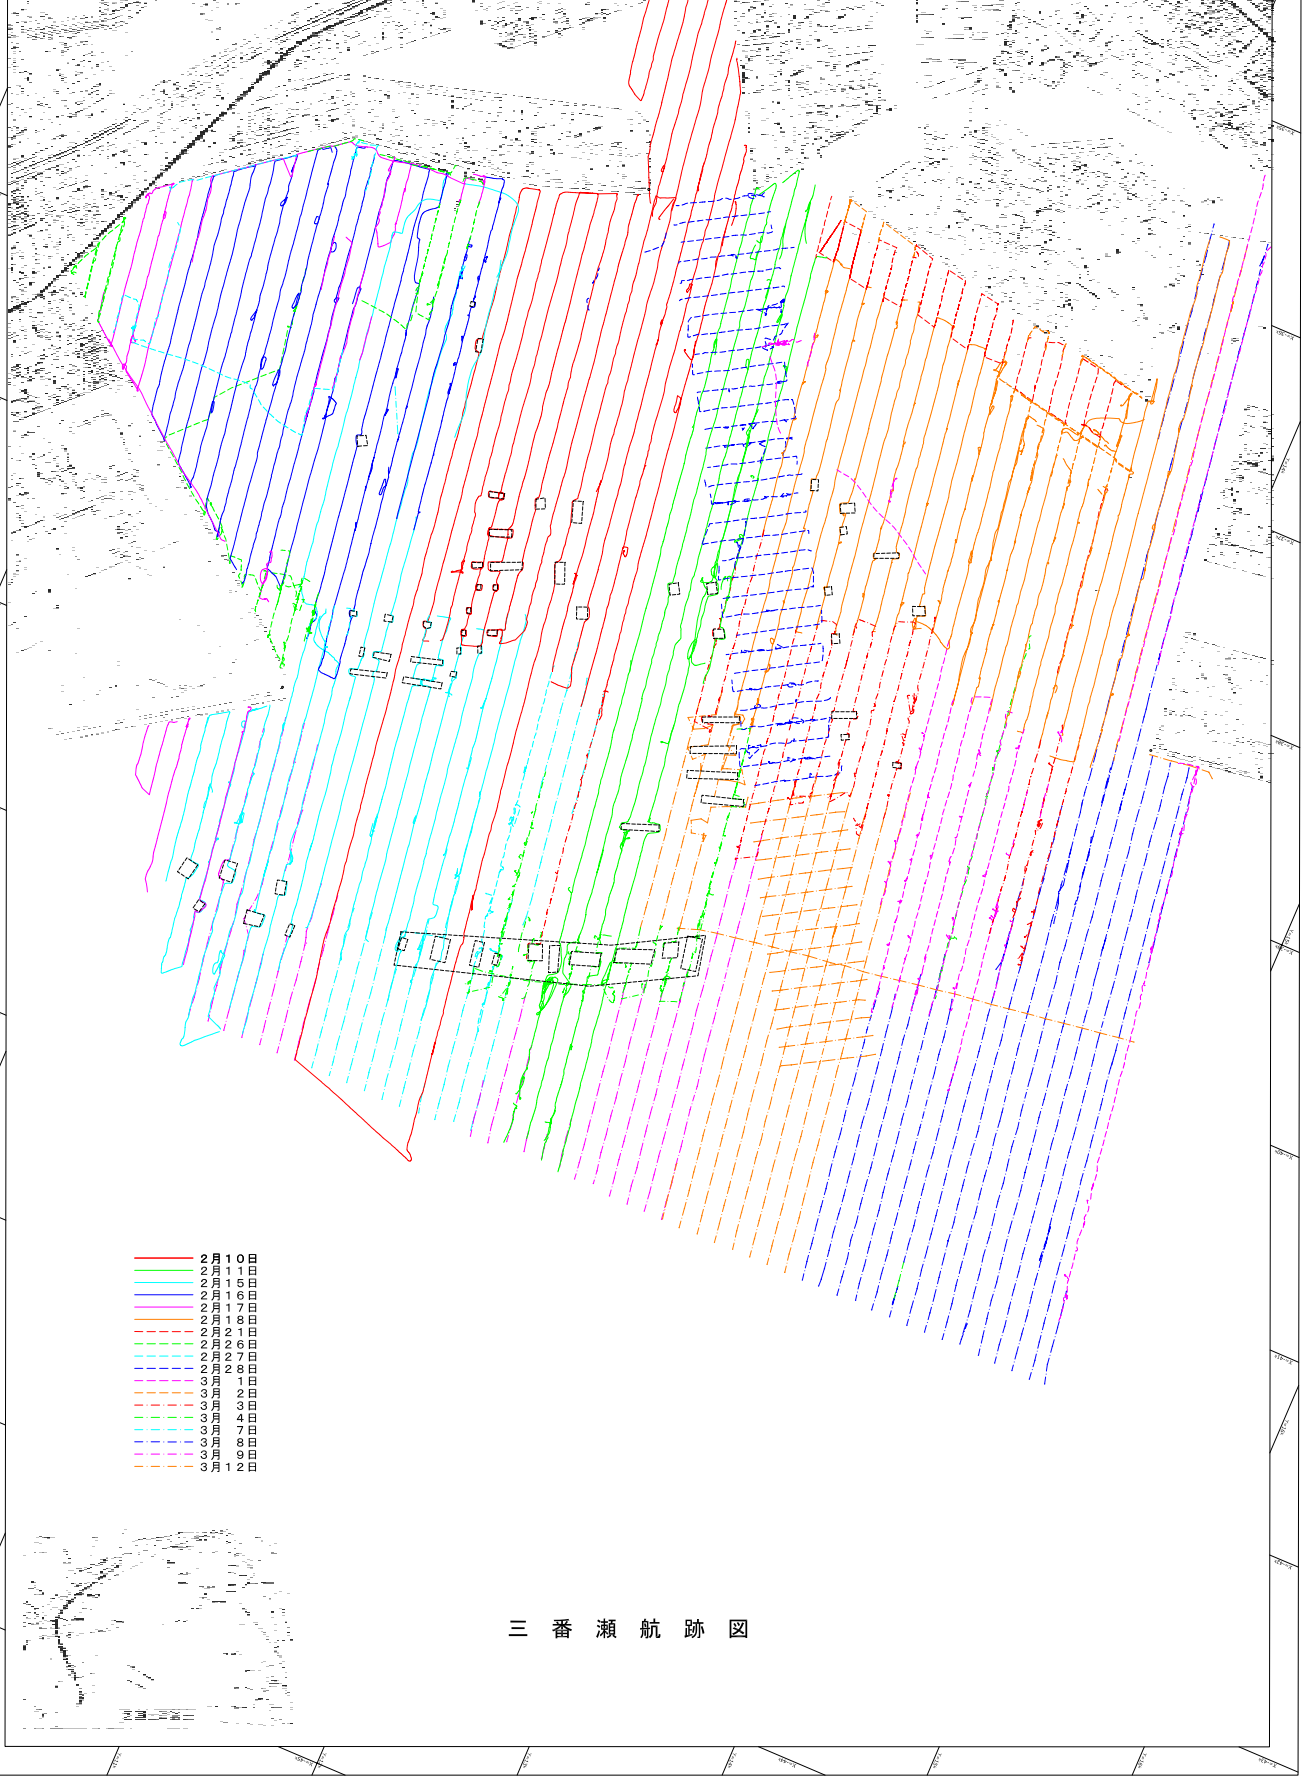 2月10日
2月11日
2月15日
2月16日
2月17日
2月18日
2月21日
2月26日
2月27日
2月28日
3月 1日
3月 2日
3月 3日
3月 4日
3月 7日
3月 8日
3月 9日
3月12日
三番瀬航跡図